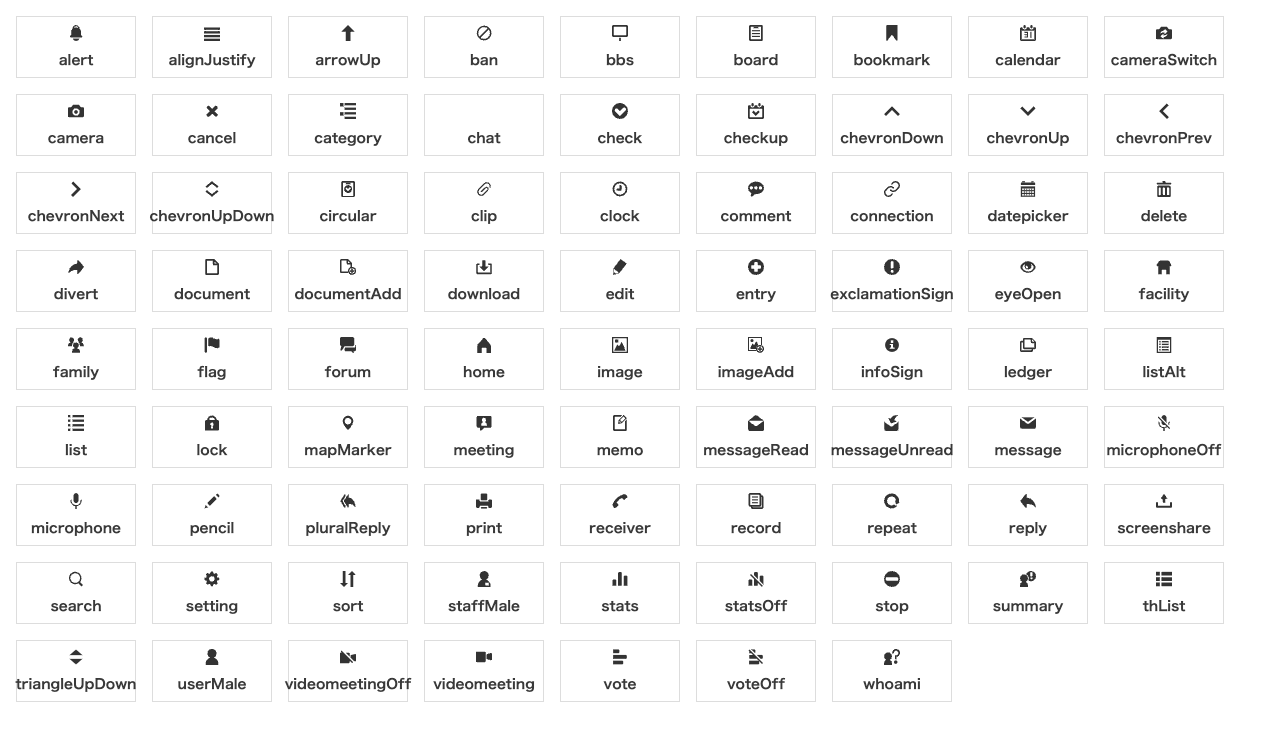 alert alignJustify arrowUp ban bbs board bookmark calendar cameraSwitch
camera cancel category chat check checkup chevronDown chevronUp chevronPrev
chevronNext chevronUpDown circular clip clock comment connection datepicker delete
divert document documentAdd download edit entry exclamationSign eyeOpen facility
family flag forum home image imageAdd infoSign ledger listAlt
list lock mapMarker meeting memo messageRead messageUnread message microphoneOff
microphone pencil pluralReply print receiver record repeat reply screenshare
search setting sort staffMale stats statsOff stop summary thList
triangleUpDown userMale videomeetingOff videomeeting vote voteOff whoami